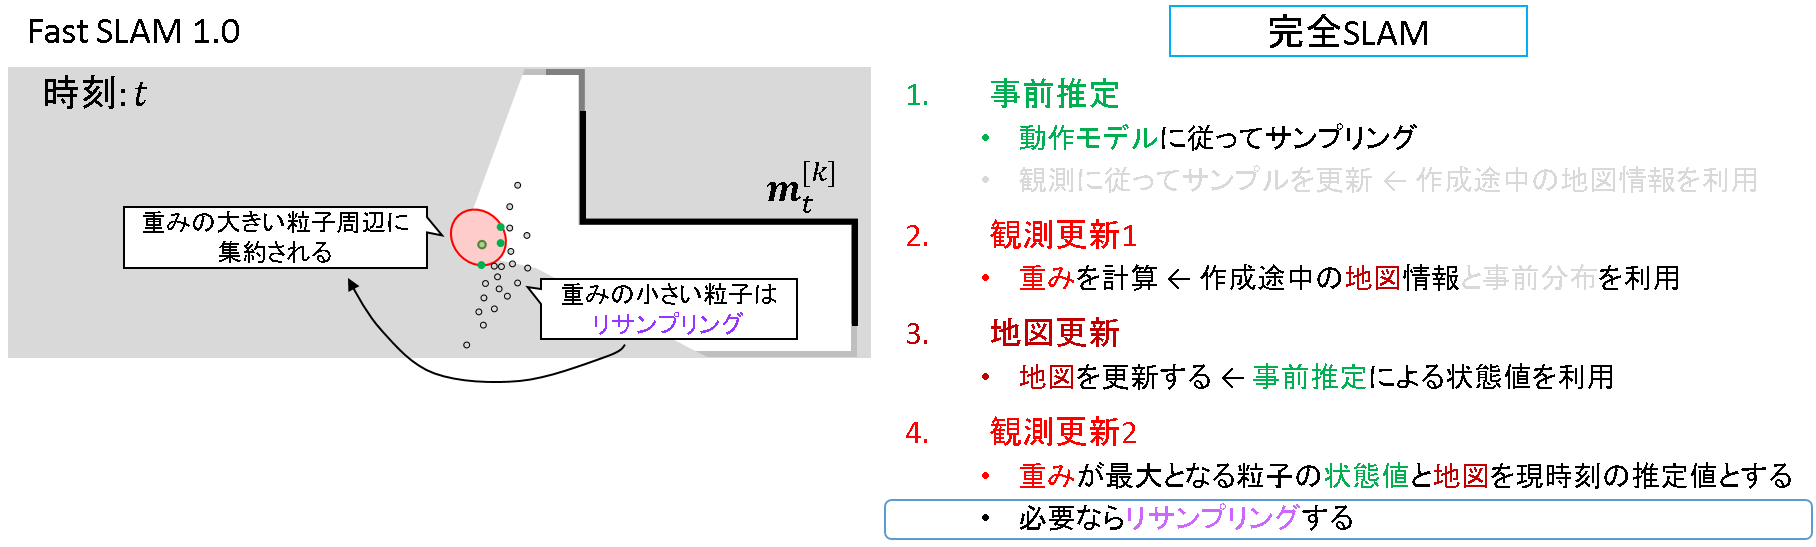 Fast SLAM 1.0
時刻: t
m_t^{[k]}
重みの大きい粒子周辺に
集約される
重みの小さい粒子は
リサンプリング
完全SLAM
1. 事前推定
• 動作モデルに従ってサンプリング
• 観測に従ってサンプルを更新 ← 作成途中の地図情報を利用
2. 観測更新1
• 重みを計算 ← 作成途中の地図情報と事前分布を利用
3. 地図更新
• 地図を更新する ← 事前推定による状態値を利用
4. 観測更新2
• 重みが最大となる粒子の状態値と地図を現時刻の推定値とする
• 必要ならリサンプリングする